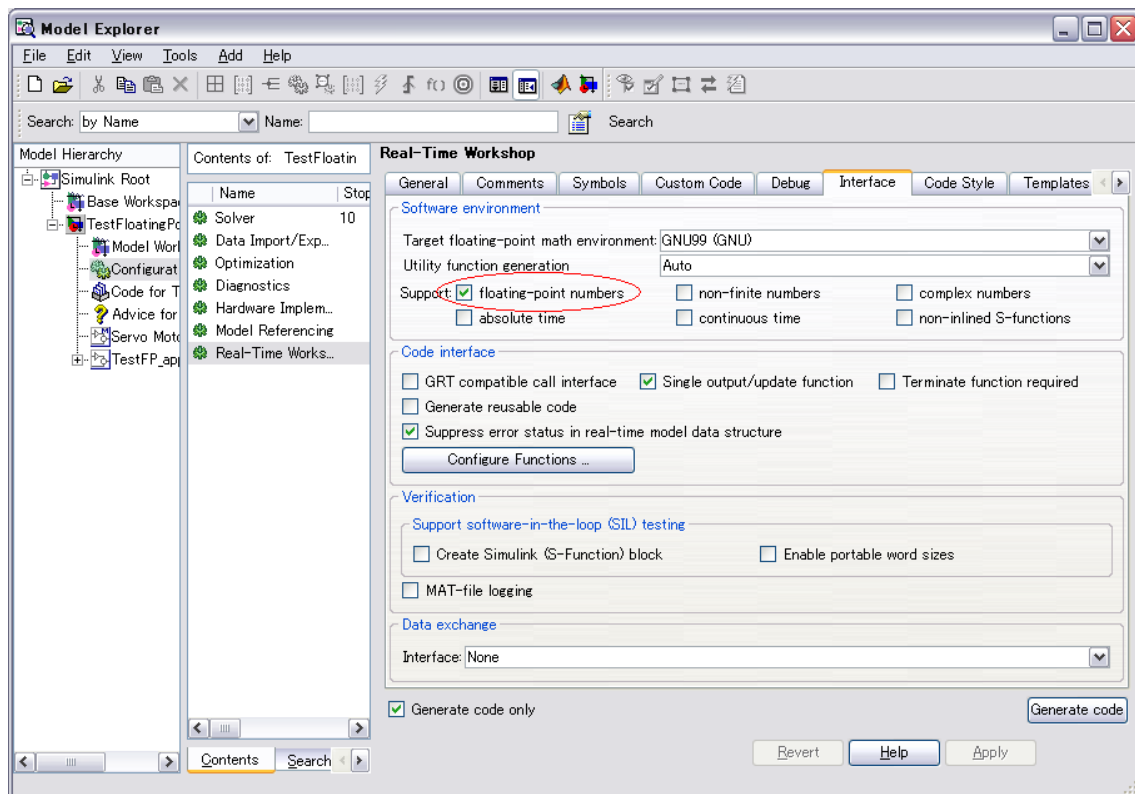 Model Explorer
File Edit View Tools Add Help
Search: by Name Name: Search
Model Hierarchy
Simulink Root
Base Workspa
TestFloatingPo
Model Worl
Configurat
Code for T
Advice for
Servo Moto
TestFP_app
Contents of: TestFloatin
Name Stop
Solver 10
Data Import/Exp...
Optimization
Diagnostics
Hardware Implem...
Model Referencing
Real-Time Works...
Contents Search
Real-Time Workshop
General Comments Symbols Custom Code Debug Interface Code Style Templates
Software environment
Target floating-point math environment: GNU99 (GNU)
Utility function generation Auto
Support: floating-point numbers non-finite numbers complex numbers
absolute time continuous time non-inlined S-functions
Code interface
GRT compatible call interface Single output/update function Terminate function required
Generate reusable code
Suppress error status in real-time model data structure
Configure Functions ...
Verification
Support software-in-the-loop (SIL) testing
Create Simulink (S-Function) block Enable portable word sizes
MAT-file logging
Data exchange
Interface: None
Generate code only Generate code
Revert Help Apply